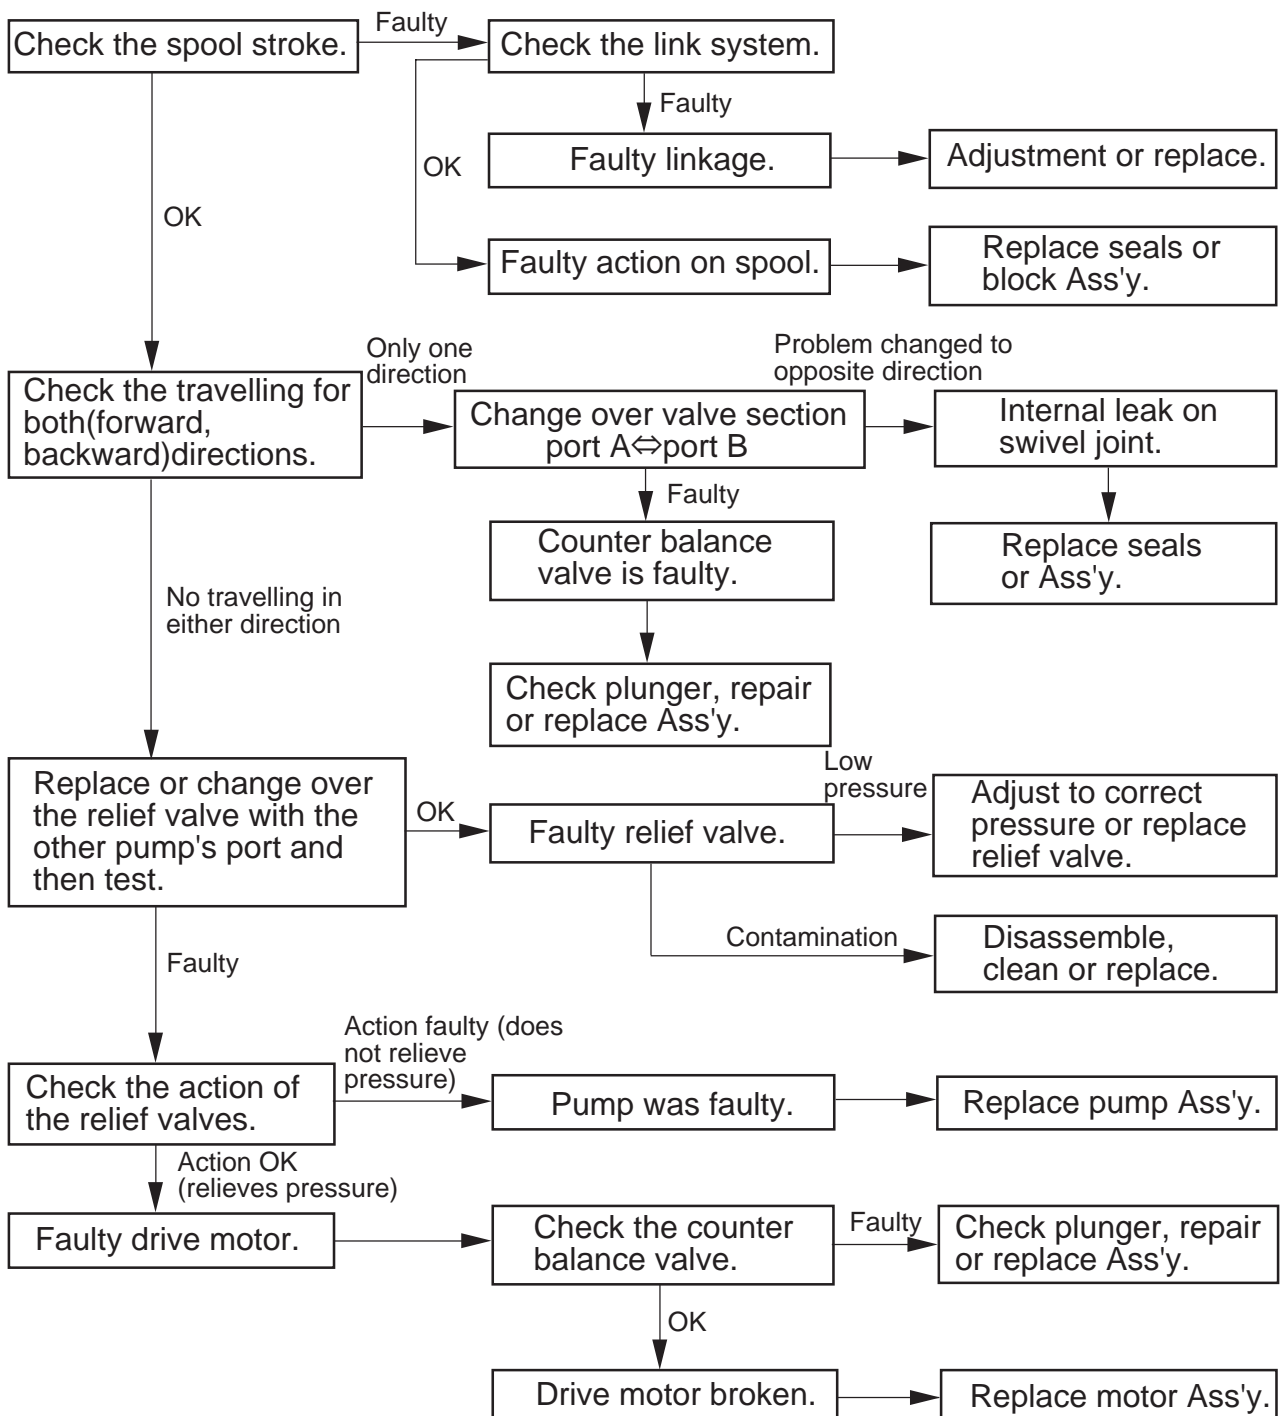 Check the spool stroke.
Faulty
Check the link system.
Faulty
OK
Faulty linkage.
Adjustment or replace.
OK
Faulty action on spool.
Replace seals or
block Ass'y.
Check the travelling for
both(forward,
backward)directions.
Only one
direction
Change over valve section
port A⇔port B
Problem changed to
opposite direction
Internal leak on
swivel joint.
Faulty
Counter balance
valve is faulty.
Replace seals
or Ass'y.
No travelling in
either direction
Check plunger, repair
or replace Ass'y.
Replace or change over
the relief valve with the
other pump's port and
then test.
OK
Faulty relief valve.
Low
pressure
Adjust to correct
pressure or replace
relief valve.
Contamination
Disassemble,
clean or replace.
Faulty
Check the action of
the relief valves.
Action faulty (does
not relieve
pressure)
Pump was faulty.
Replace pump Ass'y.
Action OK
(relieves pressure)
Faulty drive motor.
Check the counter
balance valve.
Faulty
Check plunger, repair
or replace Ass'y.
OK
Drive motor broken.
Replace motor Ass'y.